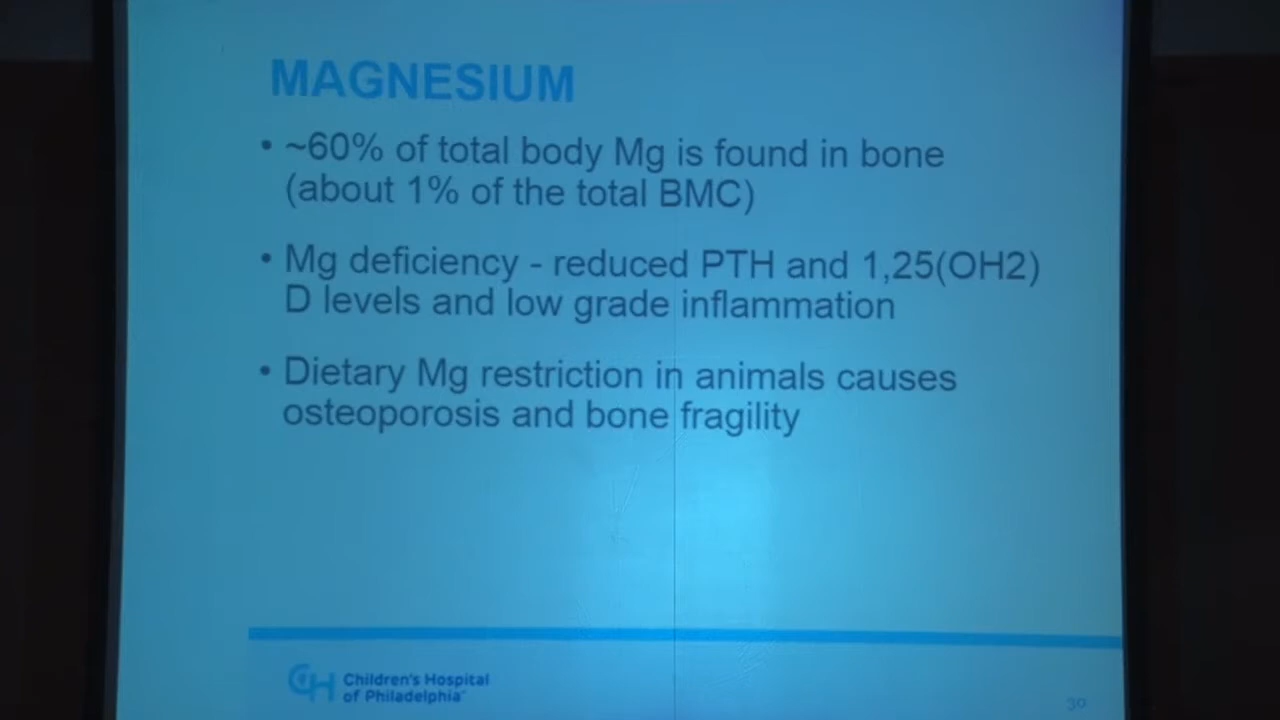 MAGNESIUM
• ~60% of total body Mg is found in bone
(about 1% of the total BMC)
• Mg deficiency - reduced PTH and 1,25(OH2)
D levels and low grade inflammation
• Dietary Mg restriction in animals causes
osteoporosis and bone fragility
CH Children's Hospital
of Philadelphia
30